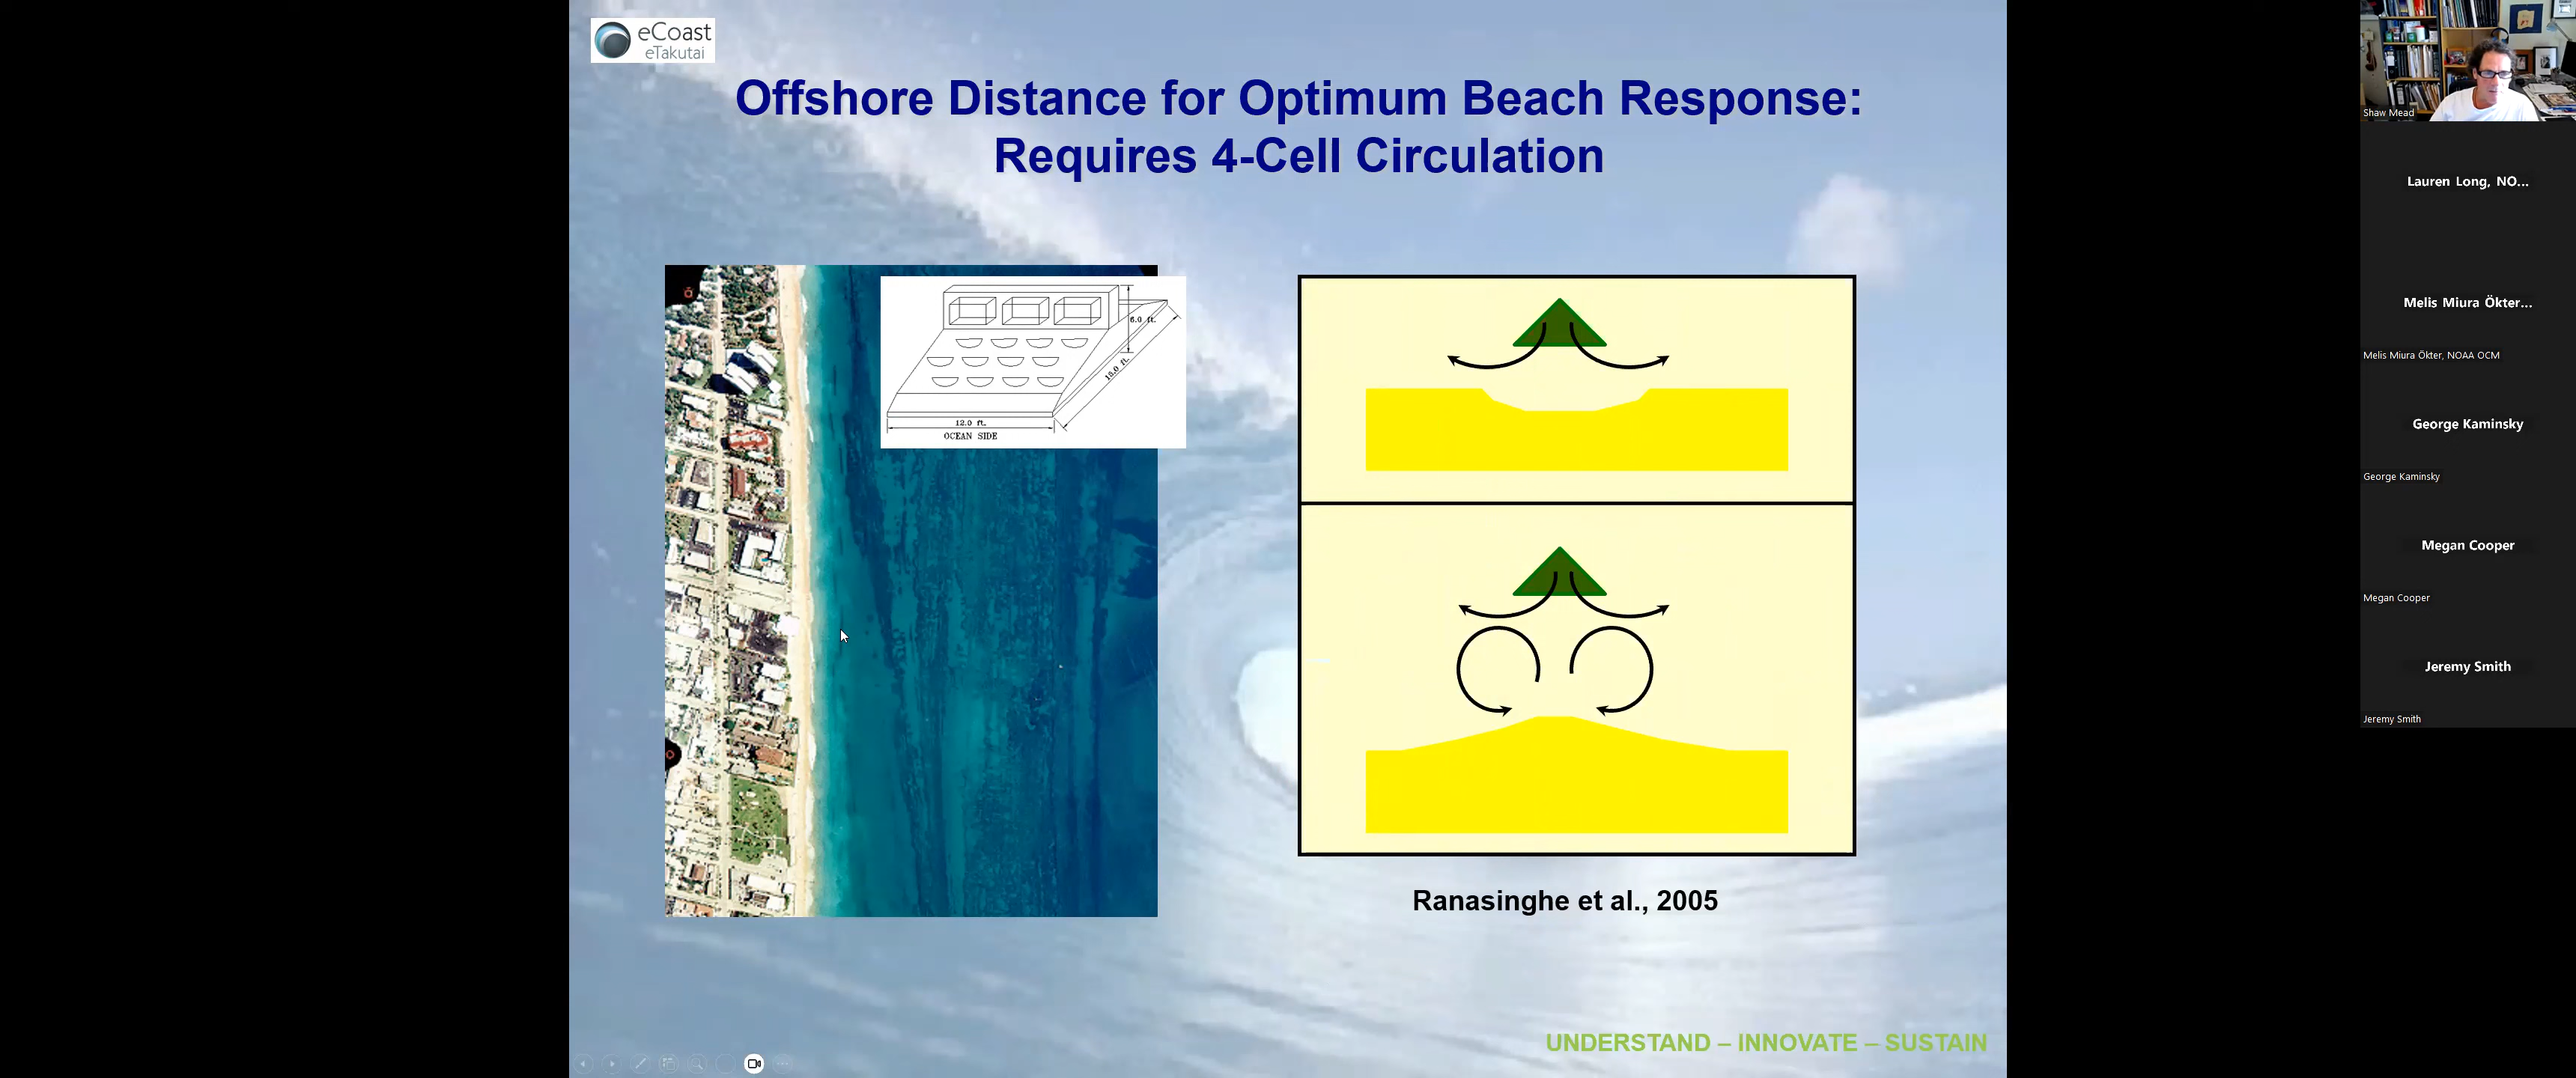 eCoast
eTakutai
Offshore Distance for Optimum Beach Response:
Requires 4-Cell Circulation
6.0 ft.
15.0 ft.
12.0 ft.
OCEAN SIDE
Ranasinghe et al., 2005
UNDERSTAND – INNOVATE – SUSTAIN
Shaw Mead
Lauren Long, NO...
Melis Miura Ökter...
Melis Miura Ökter, NOAA OCM
George Kaminsky
George Kaminsky
Megan Cooper
Megan Cooper
Jeremy Smith
Jeremy Smith